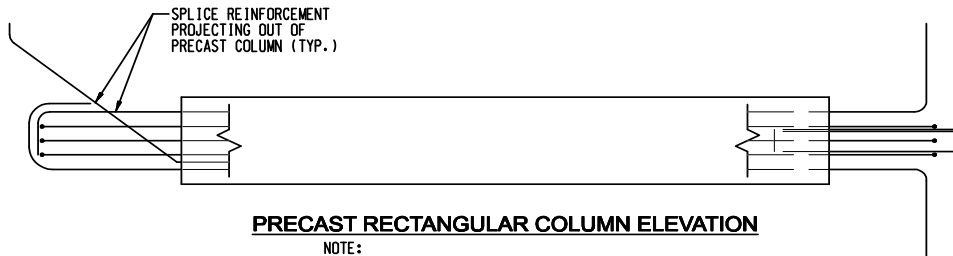 SPLICE REINFORCEMENT
PROJECTING OUT OF
PRECAST COLUMN (TYP.)
PRECAST RECTANGULAR COLUMN ELEVATION
NOTE: